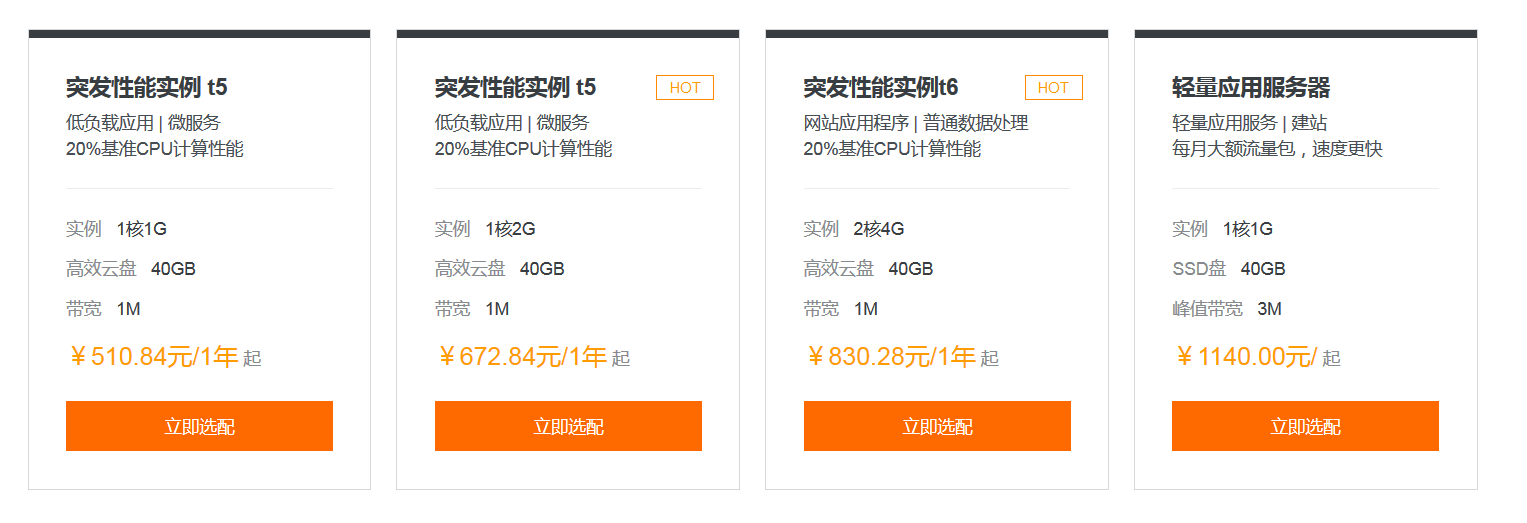 突发性能实例 t5
低负载应用 | 微服务
20%基准CPU计算性能
实例 1核1G
高效云盘 40GB
带宽 1M
￥510.84元/1年 起
立即选配
突发性能实例 t5
HOT
低负载应用 | 微服务
20%基准CPU计算性能
实例 1核2G
高效云盘 40GB
带宽 1M
￥672.84元/1年 起
立即选配
突发性能实例t6
HOT
网站应用程序 | 普通数据处理
20%基准CPU计算性能
实例 2核4G
高效云盘 40GB
带宽 1M
￥830.28元/1年 起
立即选配
轻量应用服务器
轻量应用服务 | 建站
每月大额流量包，速度更快
实例 1核1G
SSD盘 40GB
峰值带宽 3M
￥1140.00元/ 起
立即选配